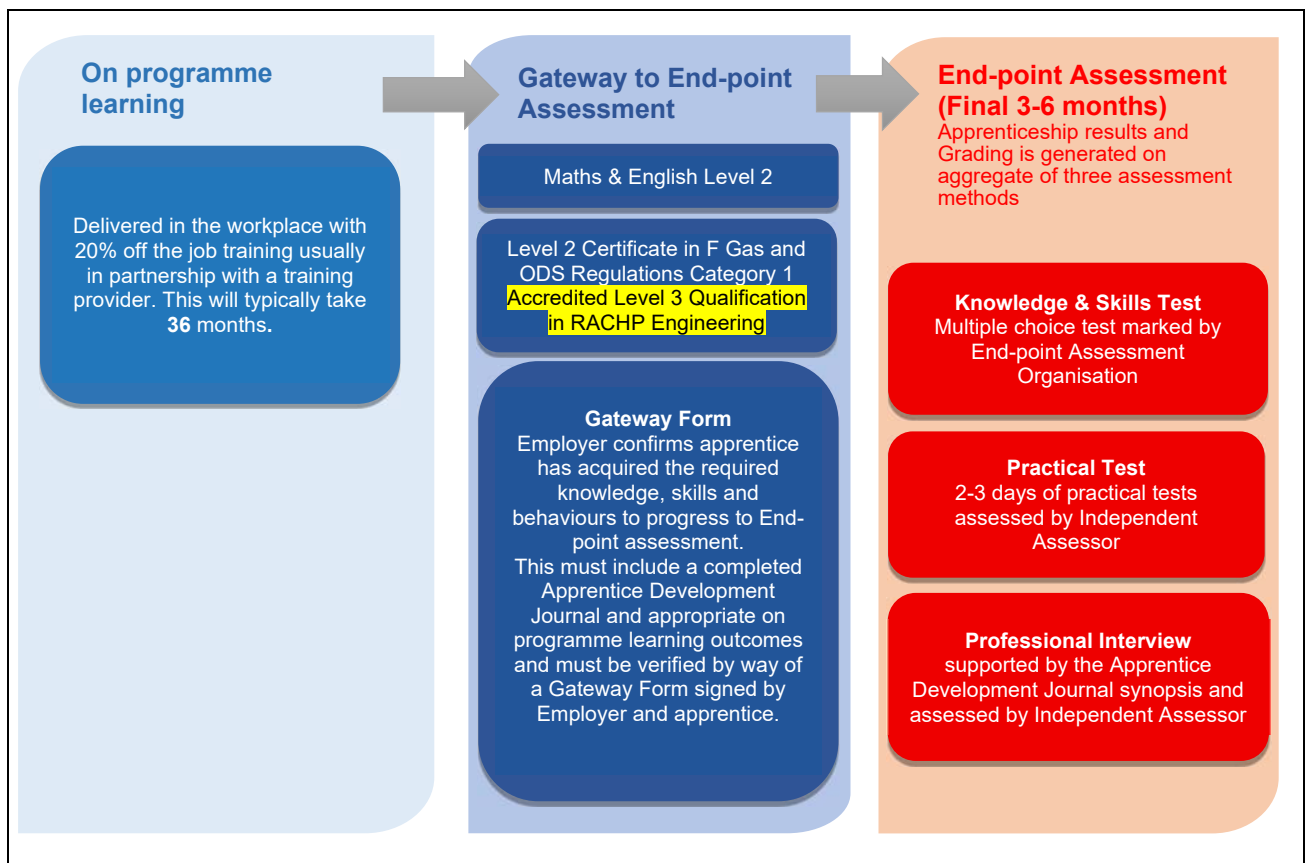 On programme
learning
Delivered in the workplace with
20% off the job training usually
in partnership with a training
provider. This will typically take
36 months.
Gateway to End-point
Assessment
Maths & English Level 2
Level 2 Certificate in F Gas and
ODS Regulations Category 1
Accredited Level 3 Qualification
in RACHP Engineering
Gateway Form
Employer confirms apprentice
has acquired the required
knowledge, skills and
behaviours to progress to End-
point assessment.
This must include a completed
Apprentice Development
Journal and appropriate on
programme learning outcomes
and must be verified by way of
a Gateway Form signed by
Employer and apprentice.
End-point Assessment
(Final 3-6 months)
Apprenticeship results and
Grading is generated on
aggregate of three assessment
methods
Knowledge & Skills Test
Multiple choice test marked by
End-point Assessment
Organisation
Practical Test
2-3 days of practical tests
assessed by Independent
Assessor
Professional Interview
supported by the Apprentice
Development Journal synopsis and
assessed by Independent Assessor